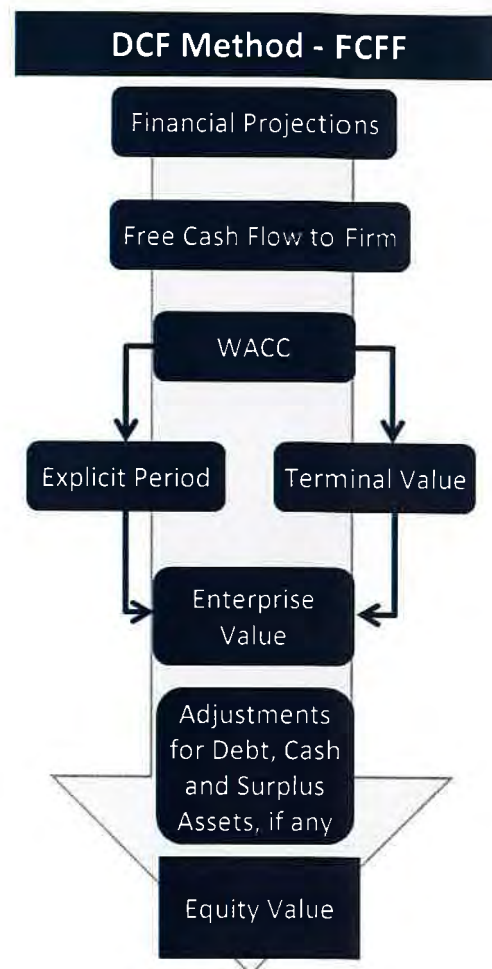 DCF Method - FCFF
Financial Projections
Free Cash Flow to Firm
WACC
Explicit Period
Terminal Value
Enterprise
Value
Adjustments
for Debt, Cash
and Surplus
Assets, if any
Equity Value